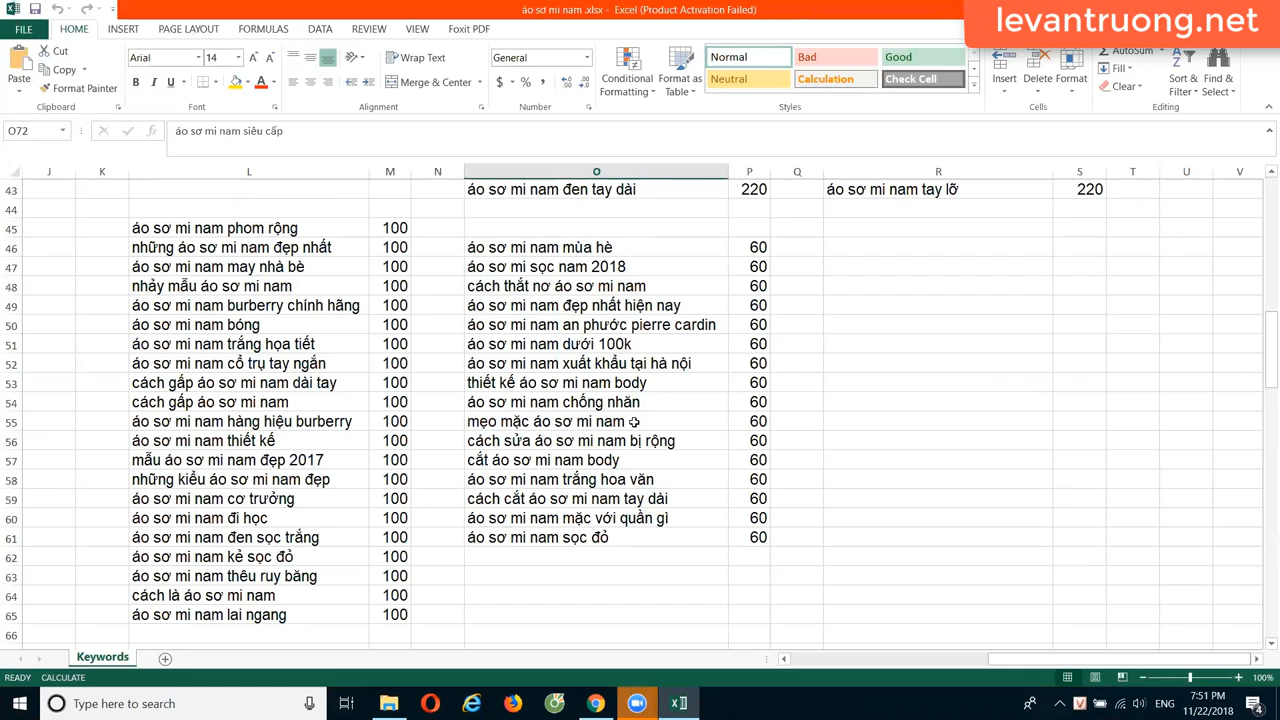 áo sơ mi nam .xlsx - Excel (Product Activation Failed)
levantruong.net
FILE HOME INSERT PAGE LAYOUT FORMULAS DATA REVIEW VIEW Foxit PDF
Paste
Cut
Copy
Format Painter
Arial 14
B I U
Wrap Text
Merge & Center
General
$ % ,
Conditional Formatting
Format as Table
Normal Bad Good
Neutral Calculation Check Cell
Insert Delete Format
AutoSum
Fill
Clear
Sort & Filter
Find & Select
Clipboard Font Alignment Number Styles Cells Editing
O72 fx áo sơ mi nam siêu cấp
J K L M N O P Q R S T U V
43 áo sơ mi nam đen tay dài 220 áo sơ mi nam tay lỡ 220
44
45 áo sơ mi nam phom rộng 100
46 những áo sơ mi nam đẹp nhất 100 áo sơ mi nam mùa hè 60
47 áo sơ mi nam may nhà bè 100 áo sơ mi sọc nam 2018 60
48 nhảy mẫu áo sơ mi nam 100 cách thắt nơ áo sơ mi nam 60
49 áo sơ mi nam burberry chính hãng 100 áo sơ mi nam đẹp nhất hiện nay 60
50 áo sơ mi nam bóng 100 áo sơ mi nam an phước pierre cardin 60
51 áo sơ mi nam trắng họa tiết 100 áo sơ mi nam dưới 100k 60
52 áo sơ mi nam cổ trụ tay ngắn 100 áo sơ mi nam xuất khẩu tại hà nội 60
53 cách gấp áo sơ mi nam dài tay 100 thiết kế áo sơ mi nam body 60
54 cách gấp áo sơ mi nam 100 áo sơ mi nam chống nhăn 60
55 áo sơ mi nam hàng hiệu burberry 100 mẹo mặc áo sơ mi nam 60
56 áo sơ mi nam thiết kế 100 cách sửa áo sơ mi nam bị rộng 60
57 mẫu áo sơ mi nam đẹp 2017 100 cắt áo sơ mi nam body 60
58 những kiểu áo sơ mi nam đẹp 100 áo sơ mi nam trắng hoa văn 60
59 áo sơ mi nam cơ trưởng 100 cách cắt áo sơ mi nam tay dài 60
60 áo sơ mi nam đi học 100 áo sơ mi nam mặc với quần gì 60
61 áo sơ mi nam đen sọc trắng 100 áo sơ mi nam sọc đỏ 60
62 áo sơ mi nam kẻ sọc đỏ 100
63 áo sơ mi nam thêu ruy băng 100
64 cách là áo sơ mi nam 100
65 áo sơ mi nam lai ngang 100
66
Keywords
READY CALCULATE 100%
Type here to search
7:51 PM
11/22/2018